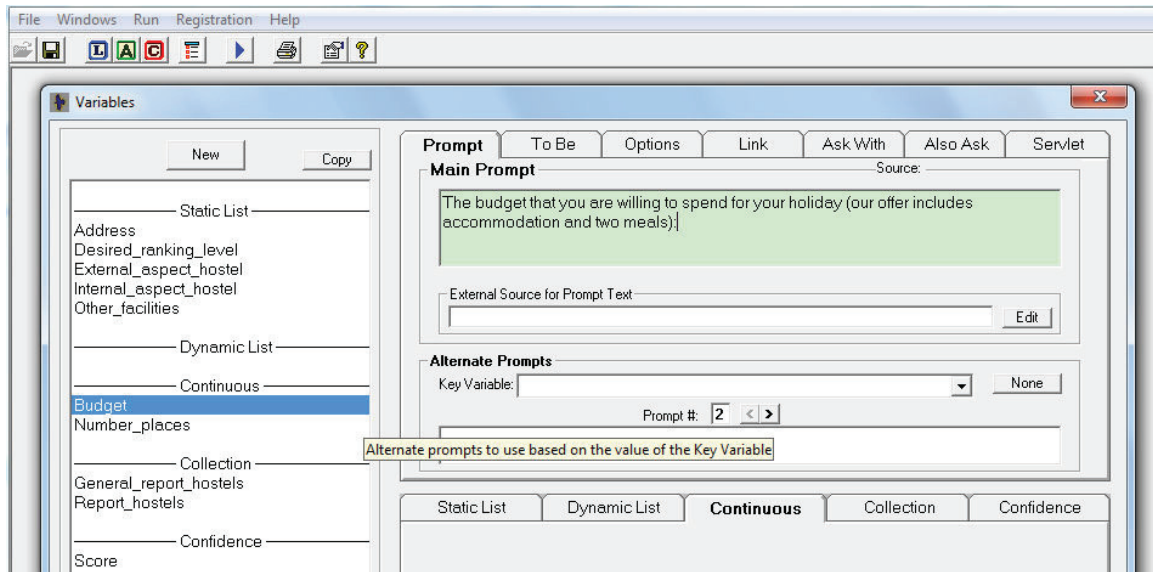 File Windows Run Registration Help
L A C ?
Variables
X
New Copy
Static List
Address
Desired_ranking_level
External_aspect_hostel
Internal_aspect_hostel
Other_facilities
Dynamic List
Continuous
Budget
Number_places
Collection
General_report_hostels
Report_hostels
Confidence
Score
Prompt To Be Options Link Ask With Also Ask Servlet
Main Prompt Source:
The budget that you are willing to spend for your holiday (our offer includes
accommodation and two meals):
External Source for Prompt Text
Edit
Alternate Prompts
Key Variable: None
Prompt #: 2 < >
Alternate prompts to use based on the value of the Key Variable
Static List Dynamic List Continuous Collection Confidence